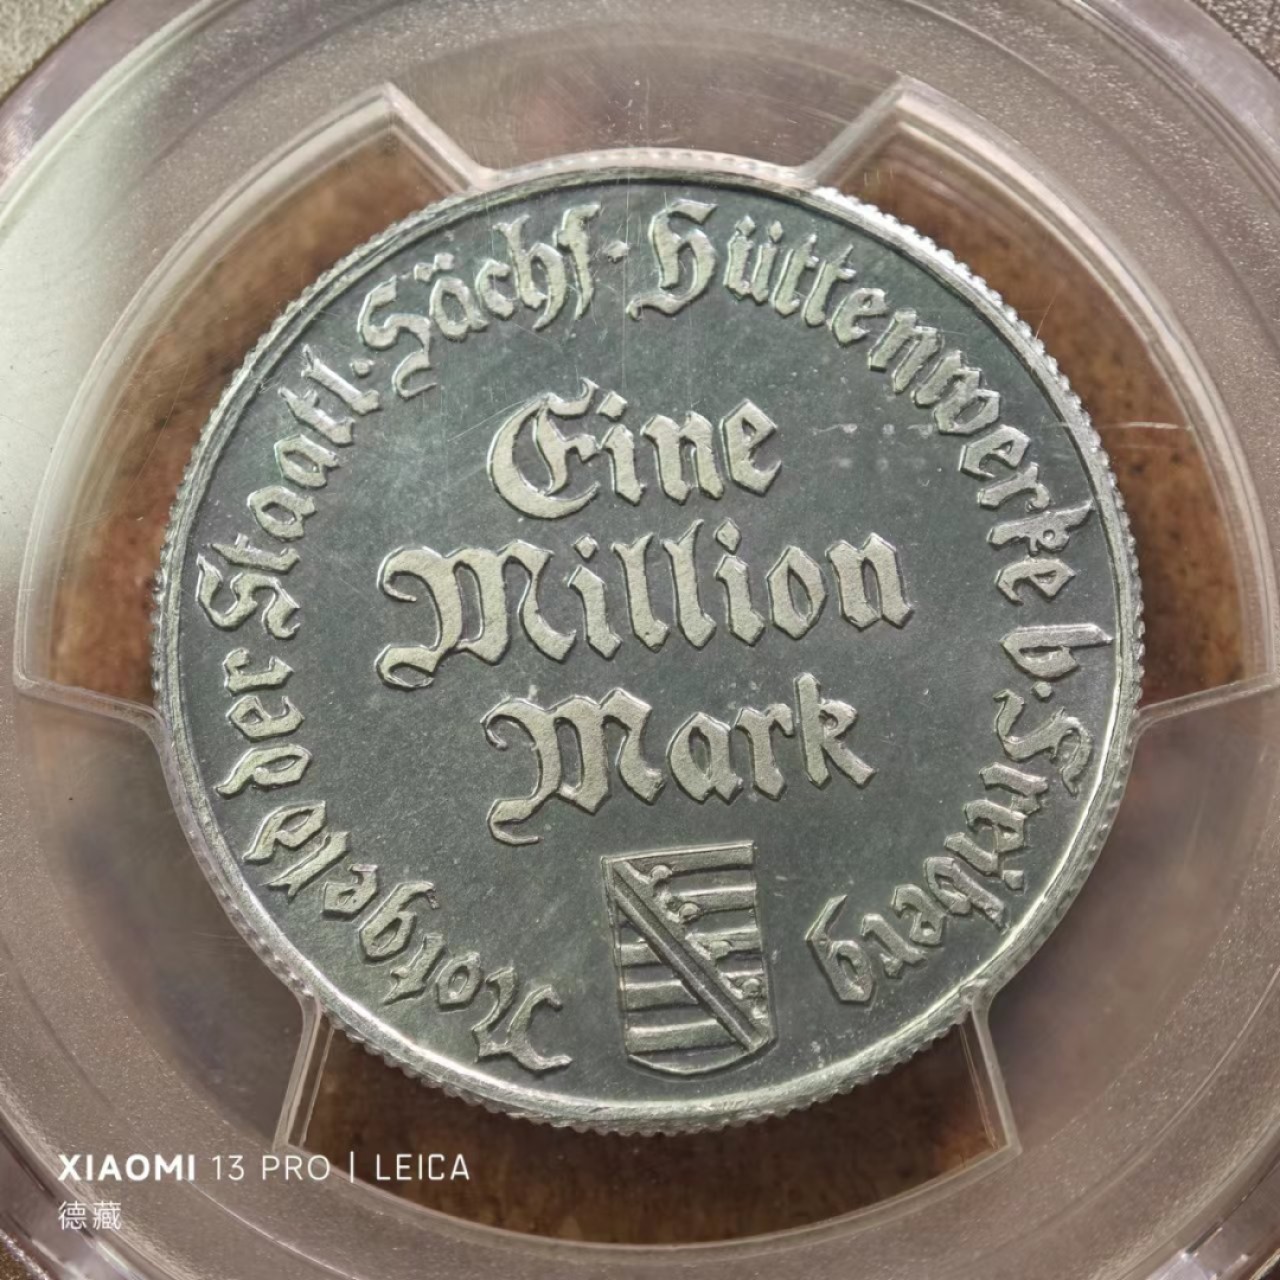 Notgeld der Staatl. Sächſ. Hüttenwerke b. Freiberg
Eine
Million
Mark
XIAOMI 13 PRO | LEICA
德藏